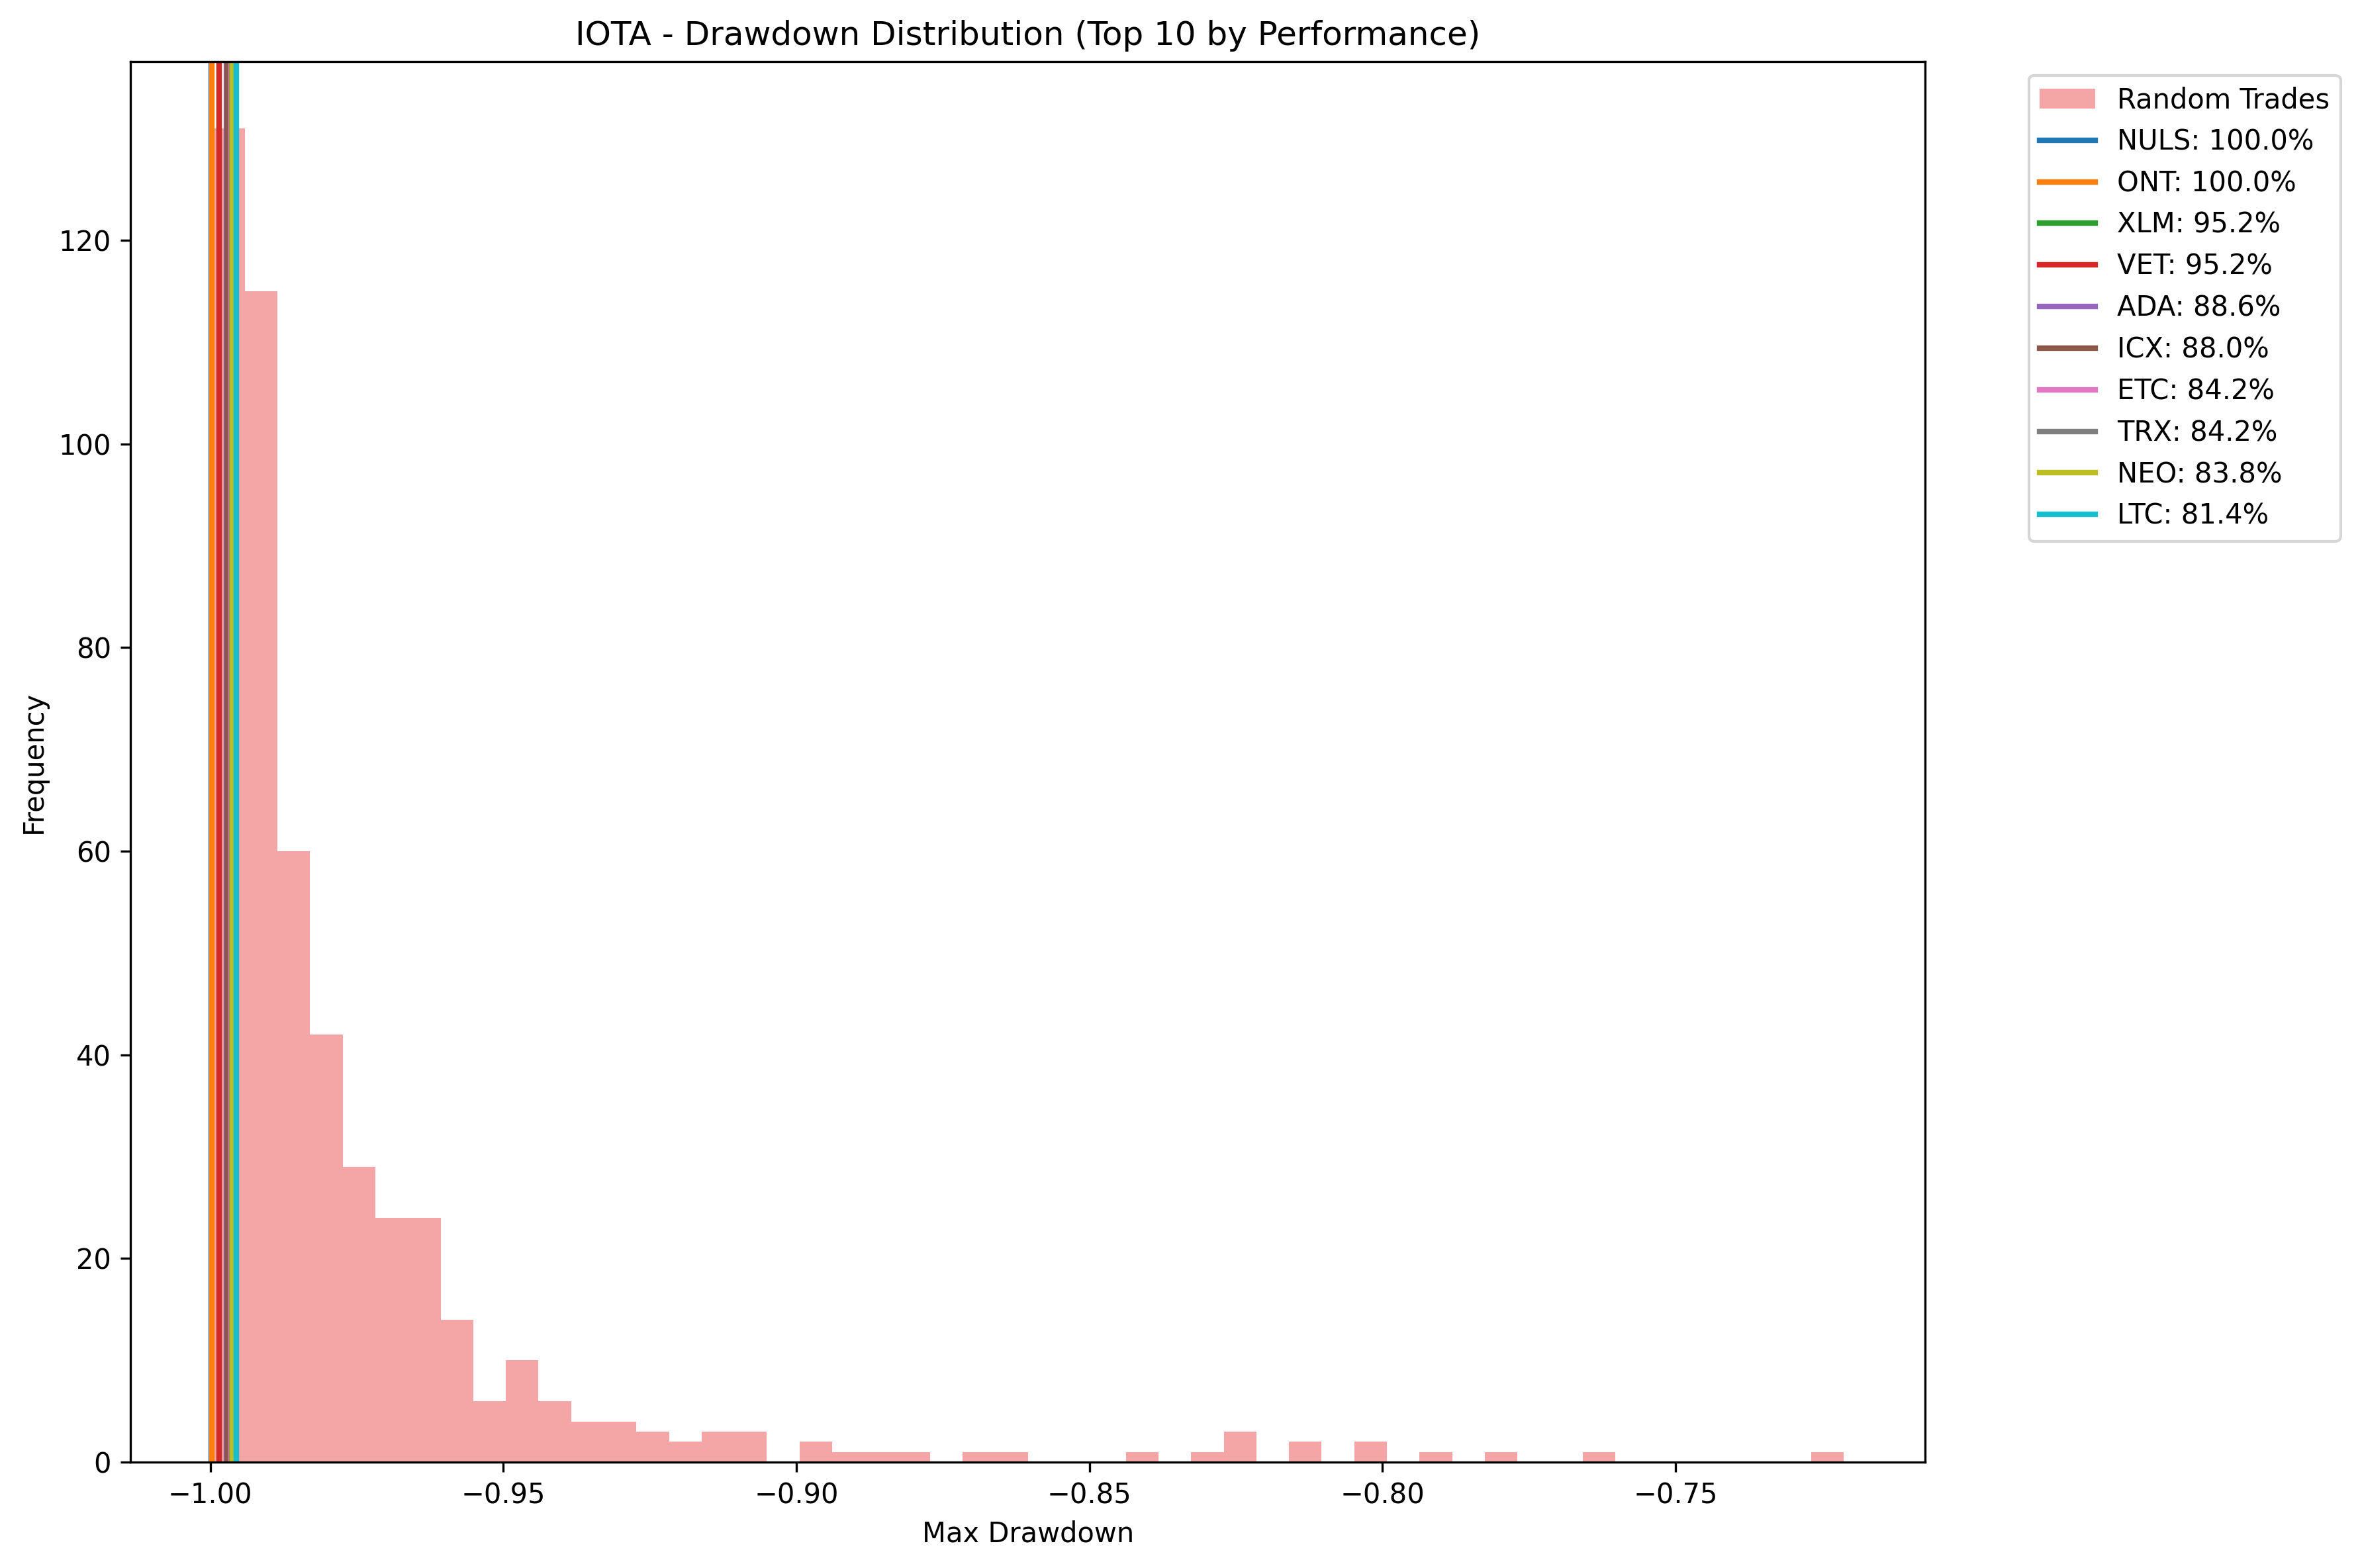 IOTA - Drawdown Distribution (Top 10 by Performance)
Random Trades
NULS: 100.0%
ONT: 100.0%
XLM: 95.2%
VET: 95.2%
ADA: 88.6%
ICX: 88.0%
ETC: 84.2%
TRX: 84.2%
NEO: 83.8%
LTC: 81.4%
Frequency
120
100
80
60
40
20
0
−1.00
−0.95
−0.90
−0.85
−0.80
−0.75
Max Drawdown